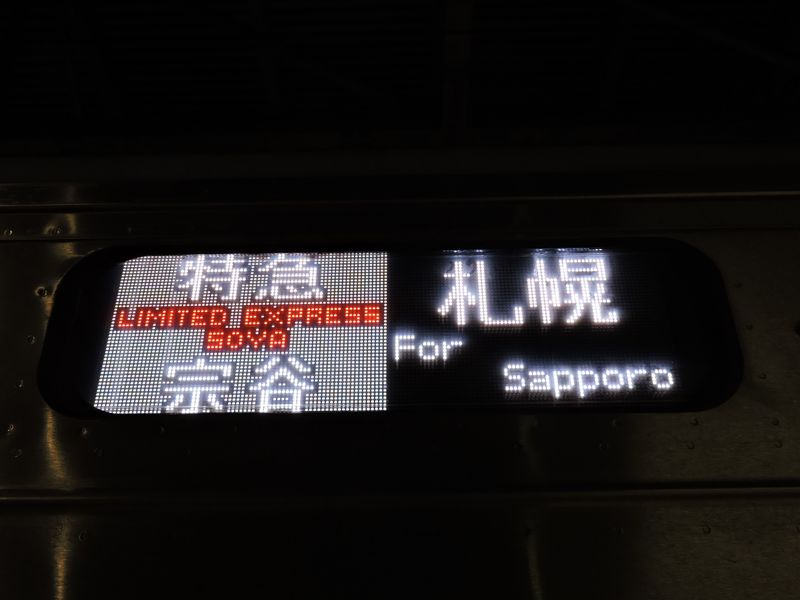 特急
LIMITED EXPRESS
SOYA
宗谷
札幌
For
Sapporo